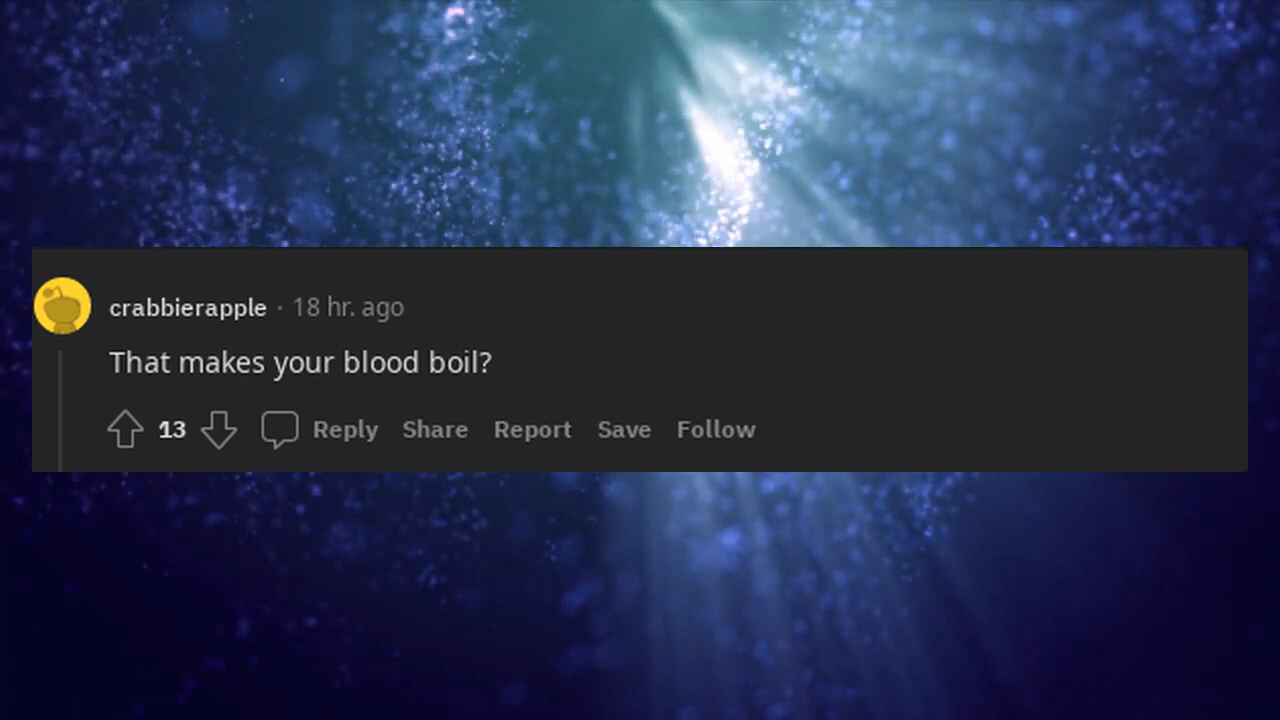 crabbierapple · 18 hr. ago
That makes your blood boil?
13 Reply Share Report Save Follow